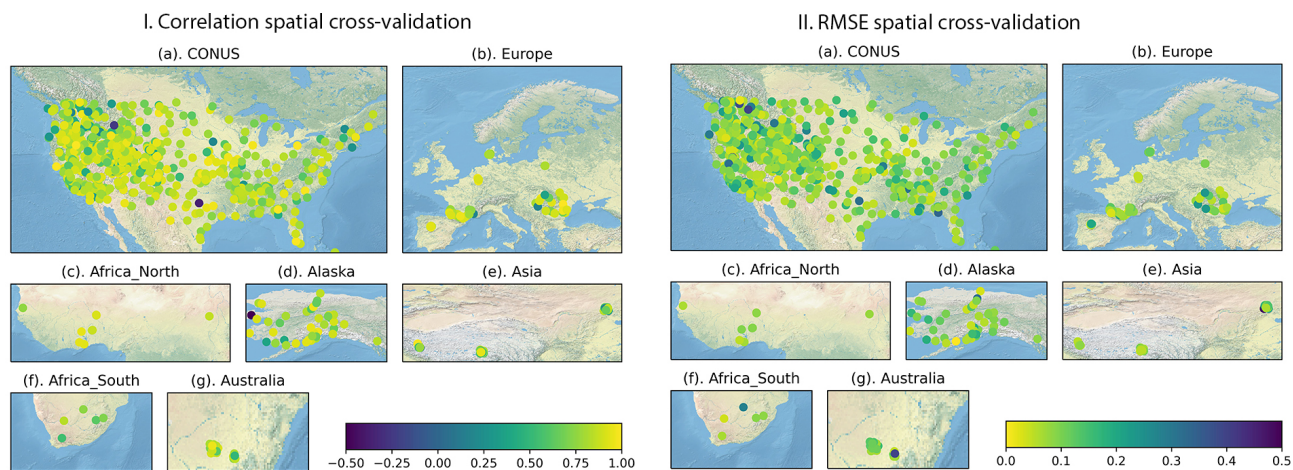 I. Correlation spatial cross-validation
(a). CONUS
(b). Europe
(c). Africa_North
(d). Alaska
(e). Asia
(f). Africa_South
(g). Australia
−0.50 −0.25 0.00 0.25 0.50 0.75 1.00
II. RMSE spatial cross-validation
(a). CONUS
(b). Europe
(c). Africa_North
(d). Alaska
(e). Asia
(f). Africa_South
(g). Australia
0.0 0.1 0.2 0.3 0.4 0.5